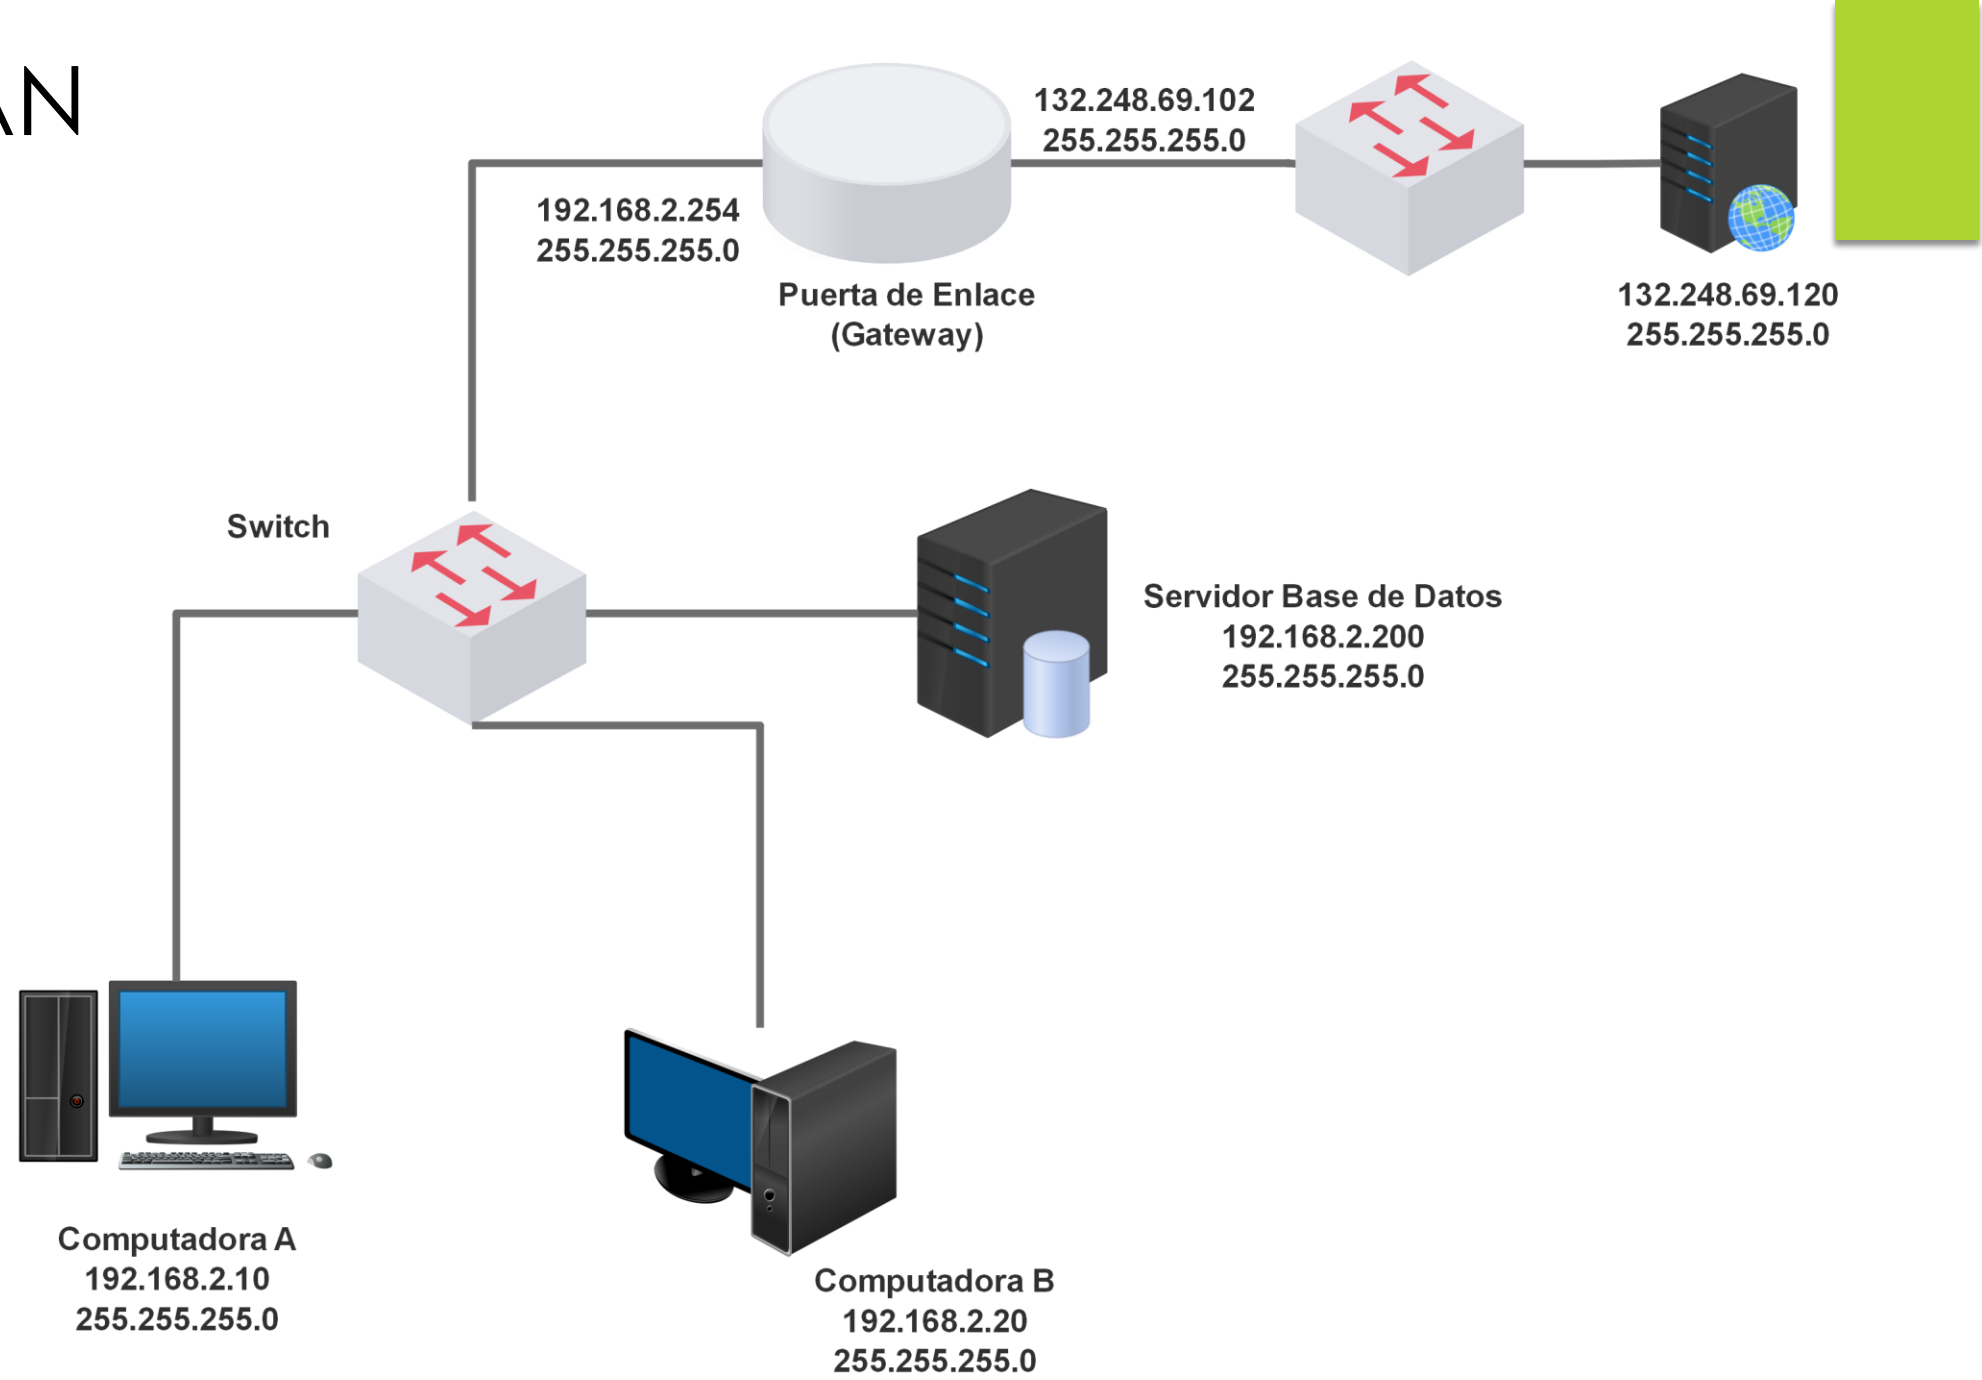 AN
132.248.69.102
255.255.255.0
192.168.2.254
255.255.255.0
Puerta de Enlace
(Gateway)
132.248.69.120
255.255.255.0
Switch
Servidor Base de Datos
192.168.2.200
255.255.255.0
Computadora A
192.168.2.10
255.255.255.0
Computadora B
192.168.2.20
255.255.255.0